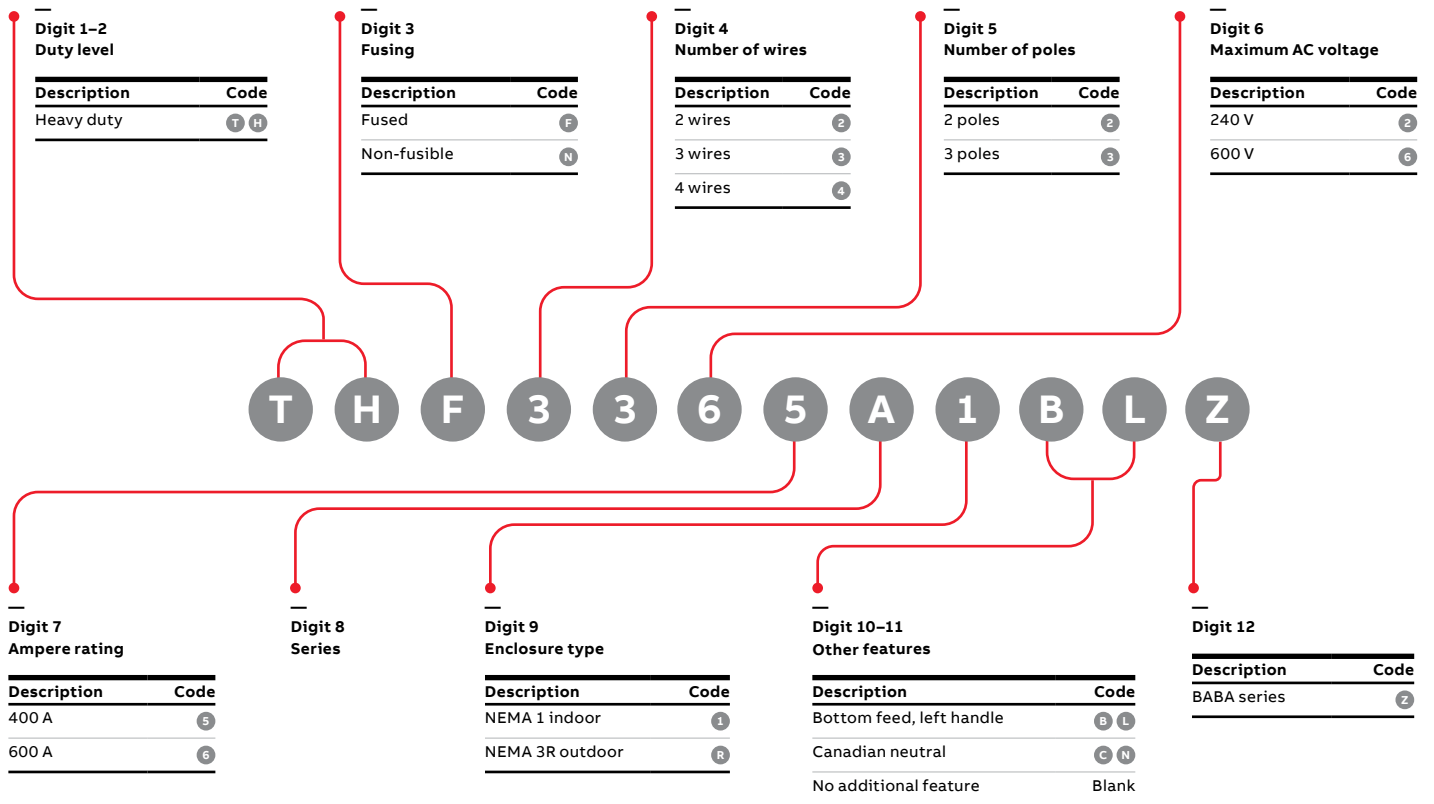 Digit 1–2
Duty level
Description Code
Heavy duty T H
Digit 3
Fusing
Description Code
Fused F
Non-fusible N
Digit 4
Number of wires
Description Code
2 wires 2
3 wires 3
4 wires 4
Digit 5
Number of poles
Description Code
2 poles 2
3 poles 3
Digit 6
Maximum AC voltage
Description Code
240 V 2
600 V 6
T H F 3 3 6 5 A 1 B L Z
Digit 7
Ampere rating
Description Code
400 A 5
600 A 6
Digit 8
Series
Digit 9
Enclosure type
Description Code
NEMA 1 indoor 1
NEMA 3R outdoor R
Digit 10–11
Other features
Description Code
Bottom feed, left handle B L
Canadian neutral C N
No additional feature Blank
Digit 12
Description Code
BABA series Z